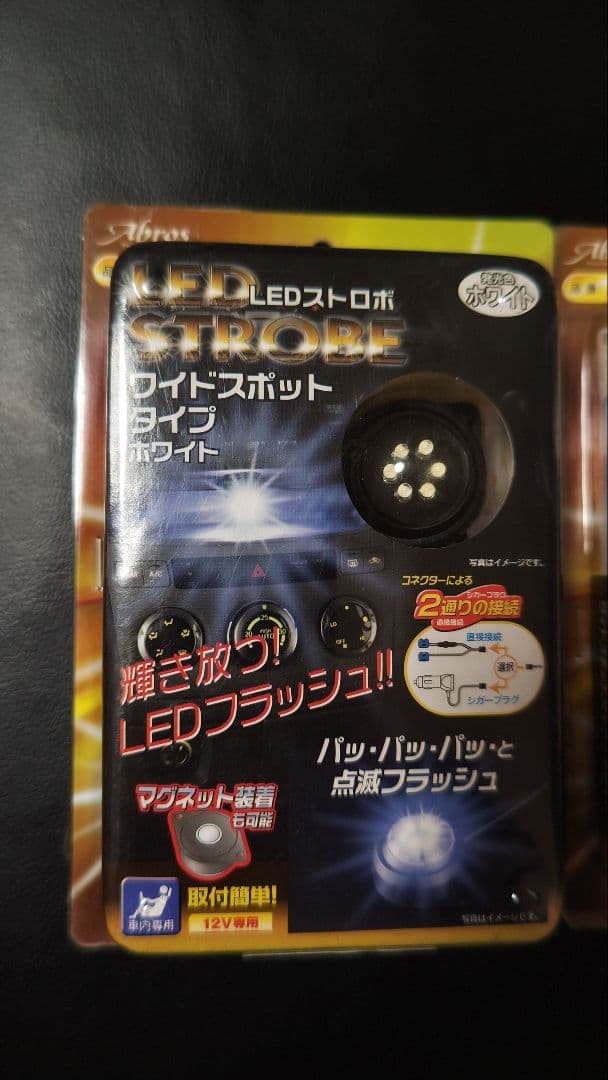 Abros
LED
STROBE
LEDストロボ
発光色
ホワイト
ワイドスポット
タイプ
ホワイト
写真はイメージです。
コネクターによる
シガープラグ
2通りの接続
直接接続
直接接続
選択
シガープラグ
A/C
AUTO
LO
OFF
輝き放つ!
LEDフラッシュ!!
パッ・パッ・パッ・と
点滅フラッシュ
マグネット装着
も可能
車内専用
取付簡単!
12V専用
写真はイメージです。
Abros